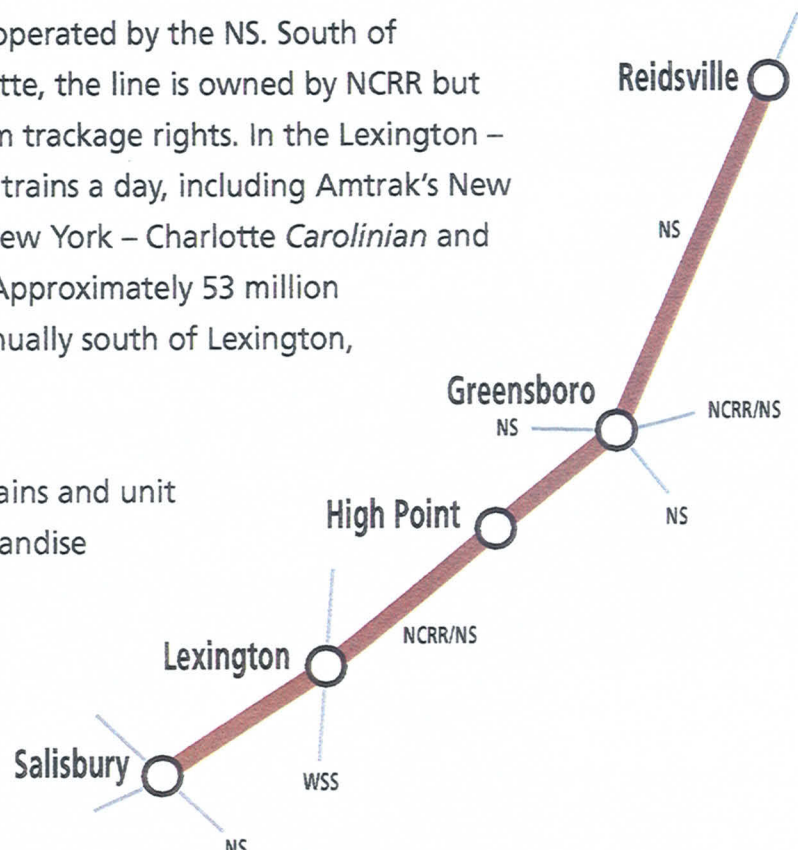 operated by the NS. South of
tte, the line is owned by NCRR but
trackage rights. In the Lexington –
trains a day, including Amtrak's New
ew York – Charlotte Carolinian and
Approximately 53 million
nually south of Lexington,
ains and unit
andise
Reidsville
NS
Greensboro
NS
NCRR/NS
NS
High Point
NCRR/NS
Lexington
WSS
Salisbury
NS